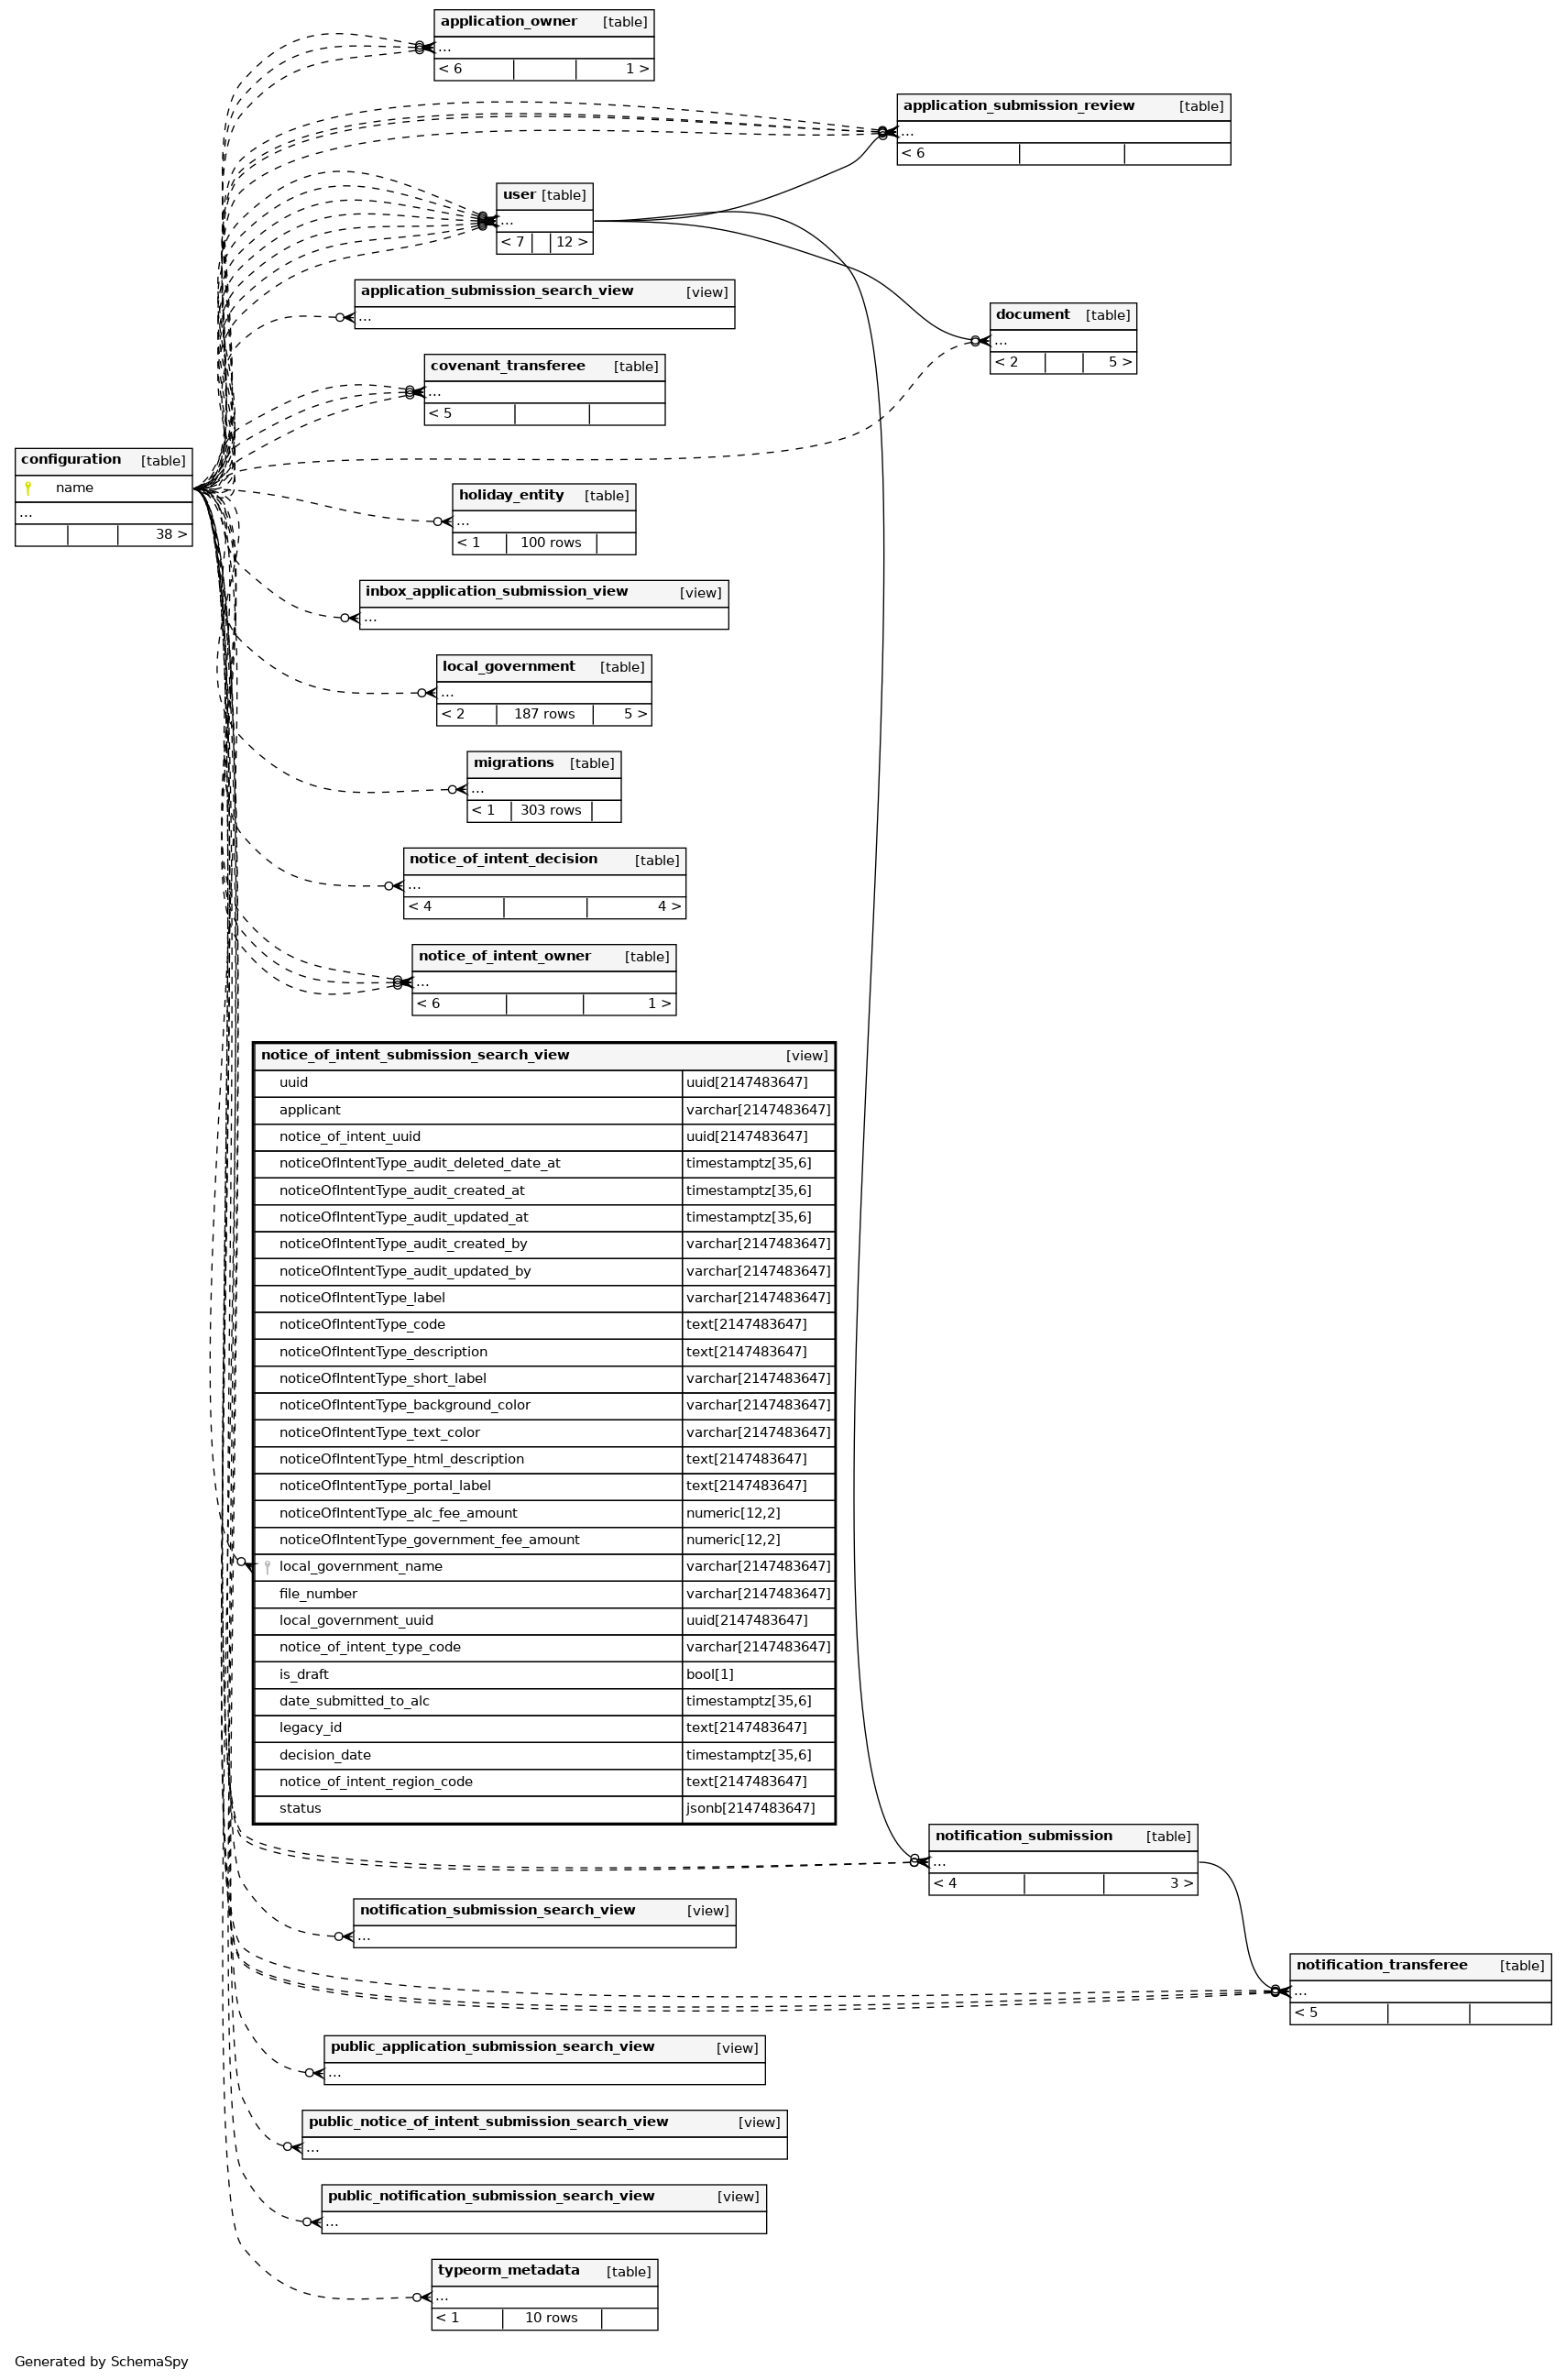 application_owner [table]
...
< 6 1 >
application_submission_review [table]
...
< 6
user [table]
...
< 7 12 >
application_submission_search_view [view]
...
document [table]
...
< 2 5 >
covenant_transferee [table]
...
< 5
configuration [table]
name
...
38 >
holiday_entity [table]
...
< 1 100 rows
inbox_application_submission_view [view]
...
local_government [table]
...
< 2 187 rows 5 >
migrations [table]
...
< 1 303 rows
notice_of_intent_decision [table]
...
< 4 4 >
notice_of_intent_owner [table]
...
< 6 1 >
notice_of_intent_submission_search_view [view]
uuid uuid[2147483647]
applicant varchar[2147483647]
notice_of_intent_uuid uuid[2147483647]
noticeOfIntentType_audit_deleted_date_at timestamptz[35,6]
noticeOfIntentType_audit_created_at timestamptz[35,6]
noticeOfIntentType_audit_updated_at timestamptz[35,6]
noticeOfIntentType_audit_created_by varchar[2147483647]
noticeOfIntentType_audit_updated_by varchar[2147483647]
noticeOfIntentType_label varchar[2147483647]
noticeOfIntentType_code text[2147483647]
noticeOfIntentType_description text[2147483647]
noticeOfIntentType_short_label varchar[2147483647]
noticeOfIntentType_background_color varchar[2147483647]
noticeOfIntentType_text_color varchar[2147483647]
noticeOfIntentType_html_description text[2147483647]
noticeOfIntentType_portal_label text[2147483647]
noticeOfIntentType_alc_fee_amount numeric[12,2]
noticeOfIntentType_government_fee_amount numeric[12,2]
local_government_name varchar[2147483647]
file_number varchar[2147483647]
local_government_uuid uuid[2147483647]
notice_of_intent_type_code varchar[2147483647]
is_draft bool[1]
date_submitted_to_alc timestamptz[35,6]
legacy_id text[2147483647]
decision_date timestamptz[35,6]
notice_of_intent_region_code text[2147483647]
status jsonb[2147483647]
notification_submission [table]
...
< 4 3 >
notification_submission_search_view [view]
...
notification_transferee [table]
...
< 5
public_application_submission_search_view [view]
...
public_notice_of_intent_submission_search_view [view]
...
public_notification_submission_search_view [view]
...
typeorm_metadata [table]
...
< 1 10 rows
Generated by SchemaSpy